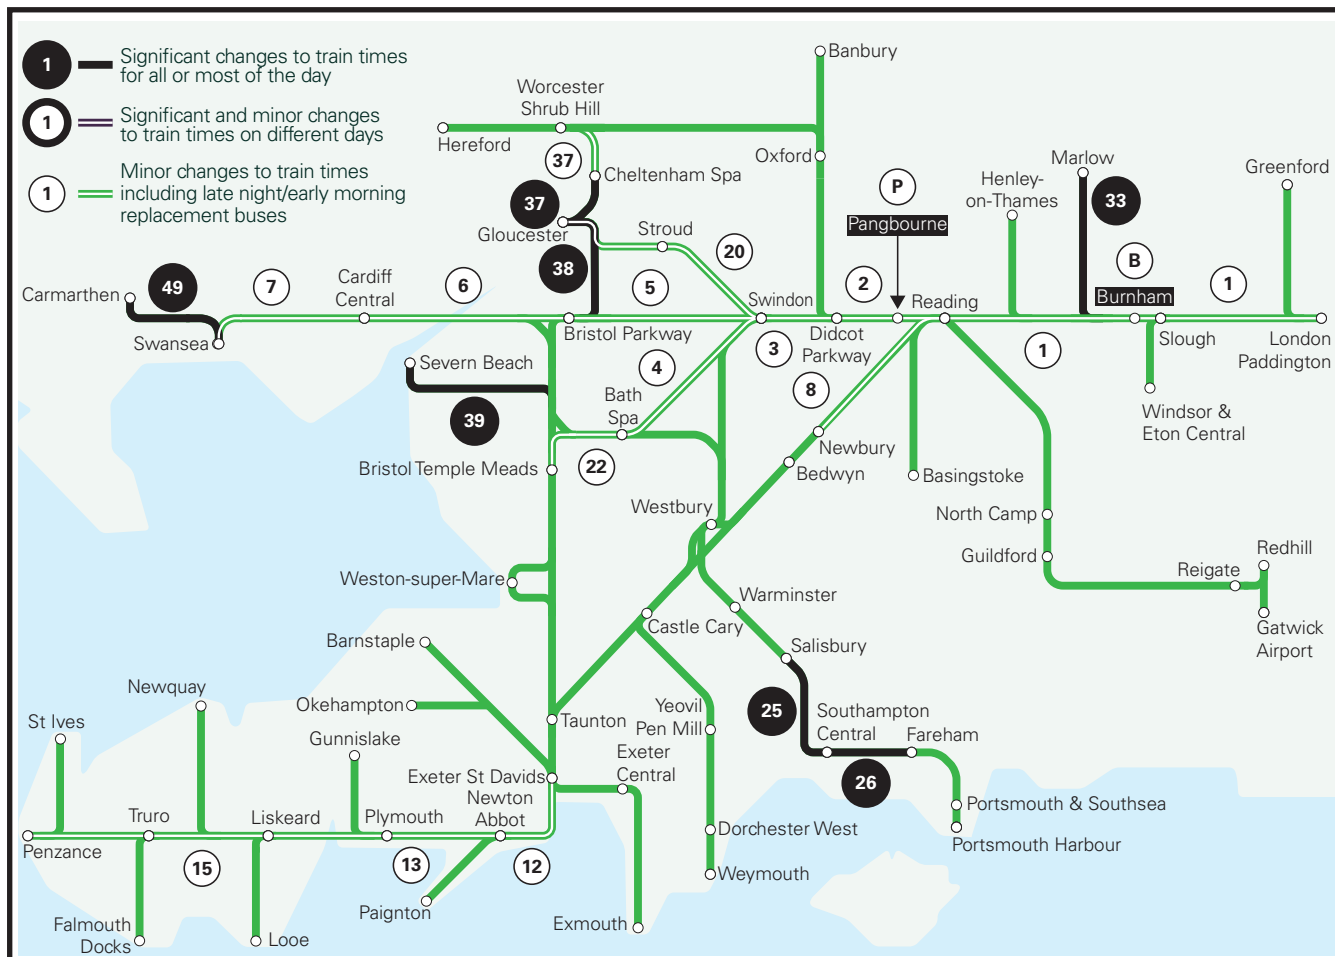 1
Significant changes to train times
for all or most of the day
1
Significant and minor changes
to train times on different days
1
Minor changes to train times
including late night/early morning
replacement buses
Banbury
Worcester
Shrub Hill
Hereford
37
Oxford
Cheltenham Spa
Marlow
Greenford
P
Henley-
on-Thames
37
33
Gloucester
Stroud
Pangbourne
20
38
B
Carmarthen
49
7
Cardiff
Central
6
5
Swindon
2
Reading
Burnham
1
Swansea
Bristol Parkway
3
Didcot
Parkway
1
Slough
London
Paddington
Severn Beach
4
8
Bath
Spa
39
Windsor &
Eton Central
Newbury
Bristol Temple Meads
22
Bedwyn
Basingstoke
Westbury
North Camp
Guildford
Redhill
Weston-super-Mare
Reigate
Warminster
Castle Cary
Gatwick
Airport
Barnstaple
Salisbury
Newquay
Okehampton
Yeovil
Pen Mill
25
Southampton
Central
St Ives
Taunton
Fareham
Gunnislake
Exeter
Central
Exeter St Davids
26
Newton
Abbot
Portsmouth & Southsea
Truro
Liskeard
Plymouth
Dorchester West
Penzance
Portsmouth Harbour
15
13
12
Weymouth
Paignton
Falmouth
Docks
Looe
Exmouth